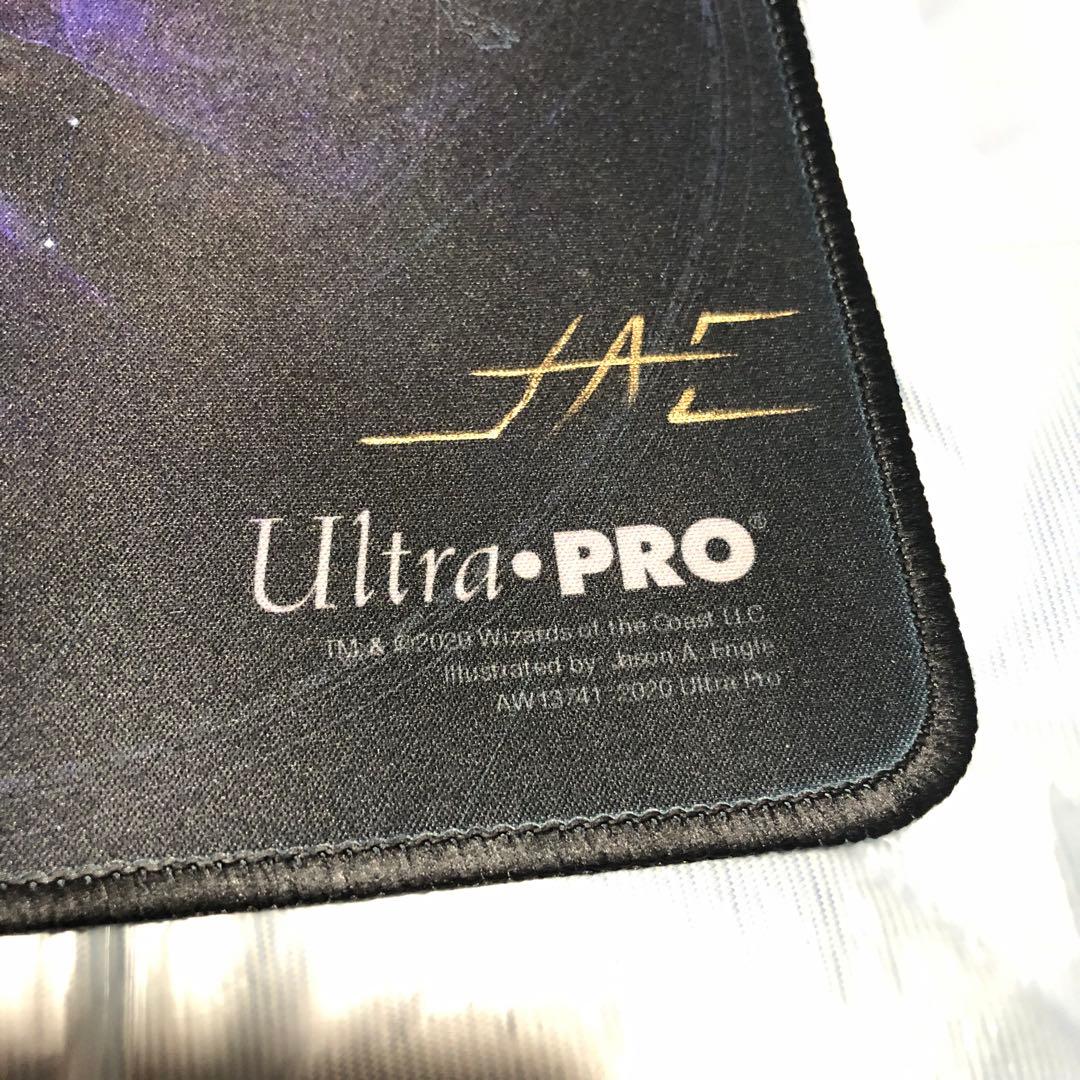 JAE
Ultra•PRO®
TM & ©2020 Wizards of the Coast LLC
Illustrated by Jason A. Engle
AW13741 2020 Ultra Pro